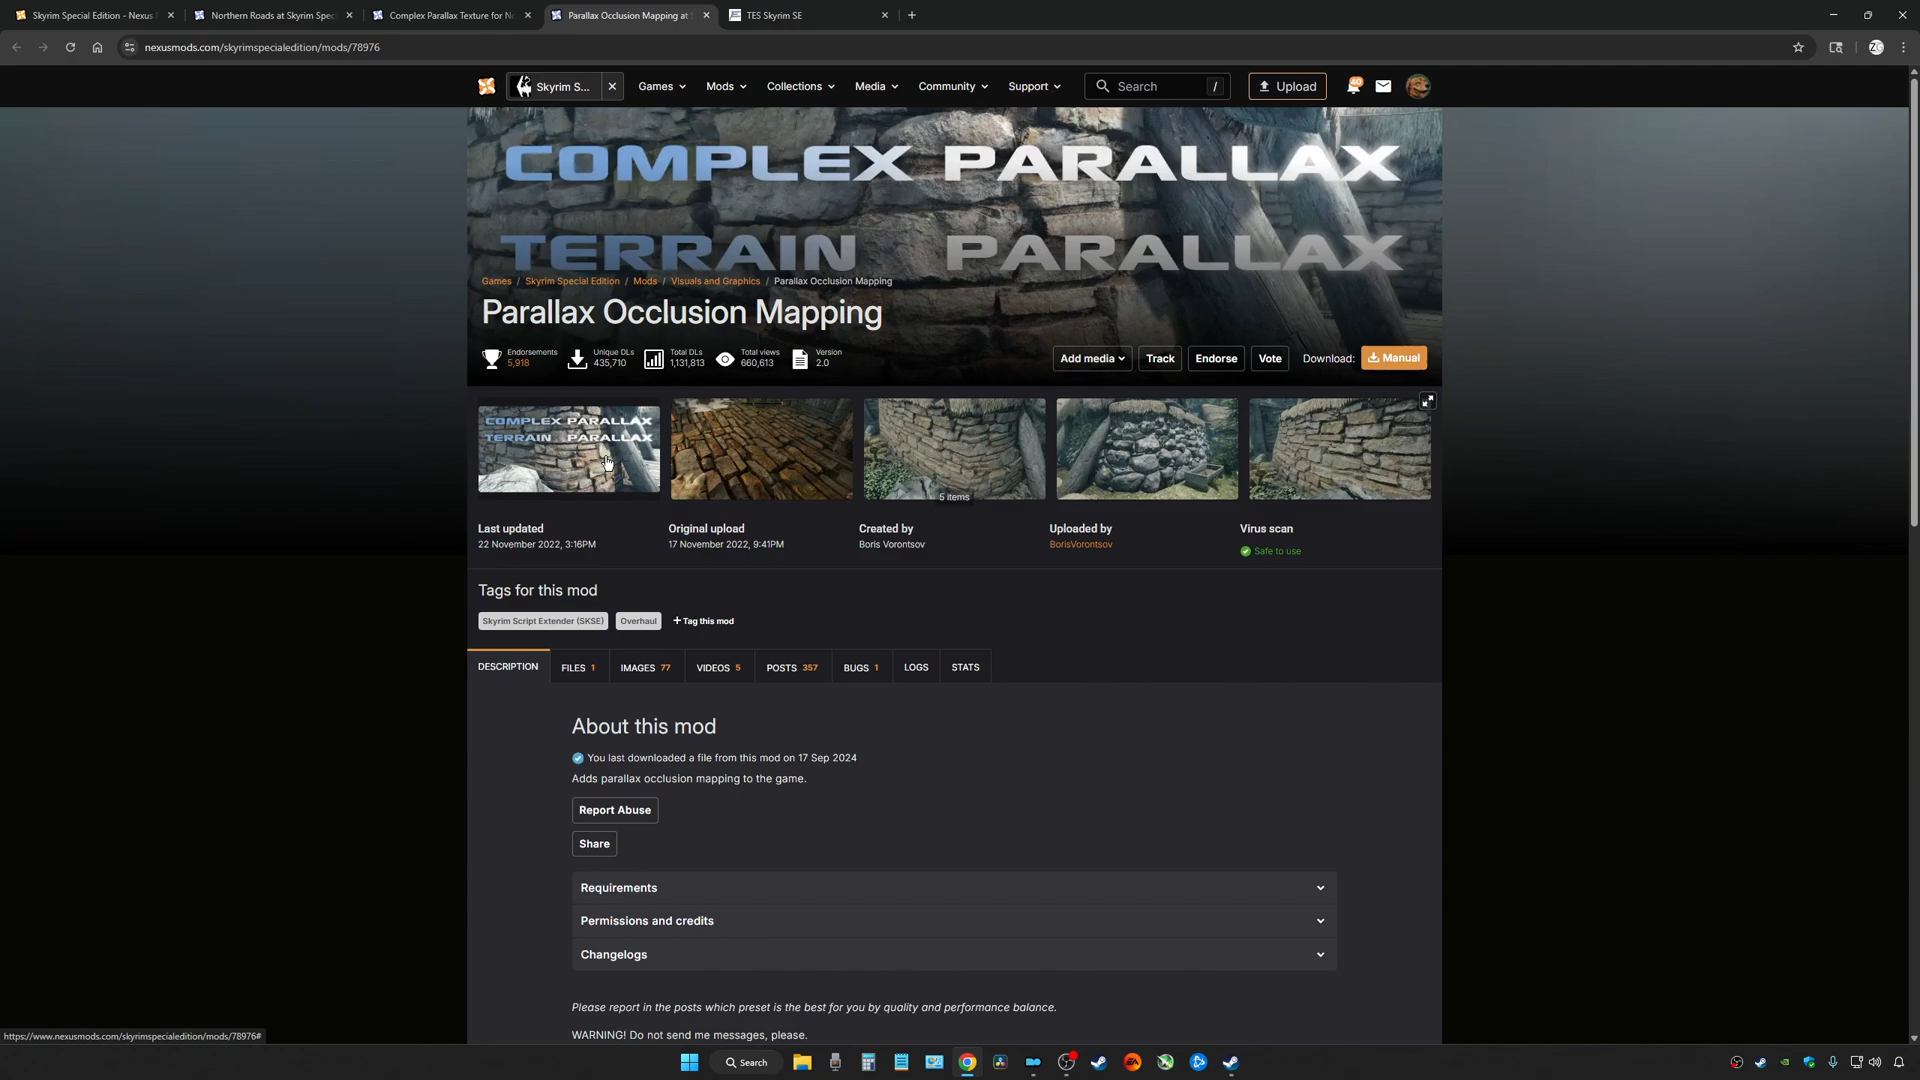 Skyrim Special Edition - Nexus
Northern Roads at Skyrim Spec
Complex Parallax Texture for No
Parallax Occlusion Mapping at S
TES Skyrim SE
nexusmods.com/skyrimspecialedition/mods/78976
ZG
Skyrim S...
Games
Mods
Collections
Media
Community
Support
Search
/
Upload
40
COMPLEX PARALLAX
TERRAIN PARALLAX
Games / Skyrim Special Edition / Mods / Visuals and Graphics / Parallax Occlusion Mapping
Parallax Occlusion Mapping
Endorsements
5,918
Unique DLs
435,710
Total DLs
1,131,813
Total views
660,613
Version
2.0
Add media
Track
Endorse
Vote
Download:
Manual
COMPLEX PARALLAX
TERRAIN PARALLAX
5 items
Last updated
22 November 2022, 3:16PM
Original upload
17 November 2022, 9:41PM
Created by
Boris Vorontsov
Uploaded by
BorisVorontsov
Virus scan
Safe to use
Tags for this mod
Skyrim Script Extender (SKSE)
Overhaul
+ Tag this mod
DESCRIPTION
FILES 1
IMAGES 77
VIDEOS 5
POSTS 357
BUGS 1
LOGS
STATS
About this mod
You last downloaded a file from this mod on 17 Sep 2024
Adds parallax occlusion mapping to the game.
Report Abuse
Share
Requirements
Permissions and credits
Changelogs
Please report in the posts which preset is the best for you by quality and performance balance.
WARNING! Do not send me messages, please.
https://www.nexusmods.com/skyrimspecialedition/mods/78976#
Search